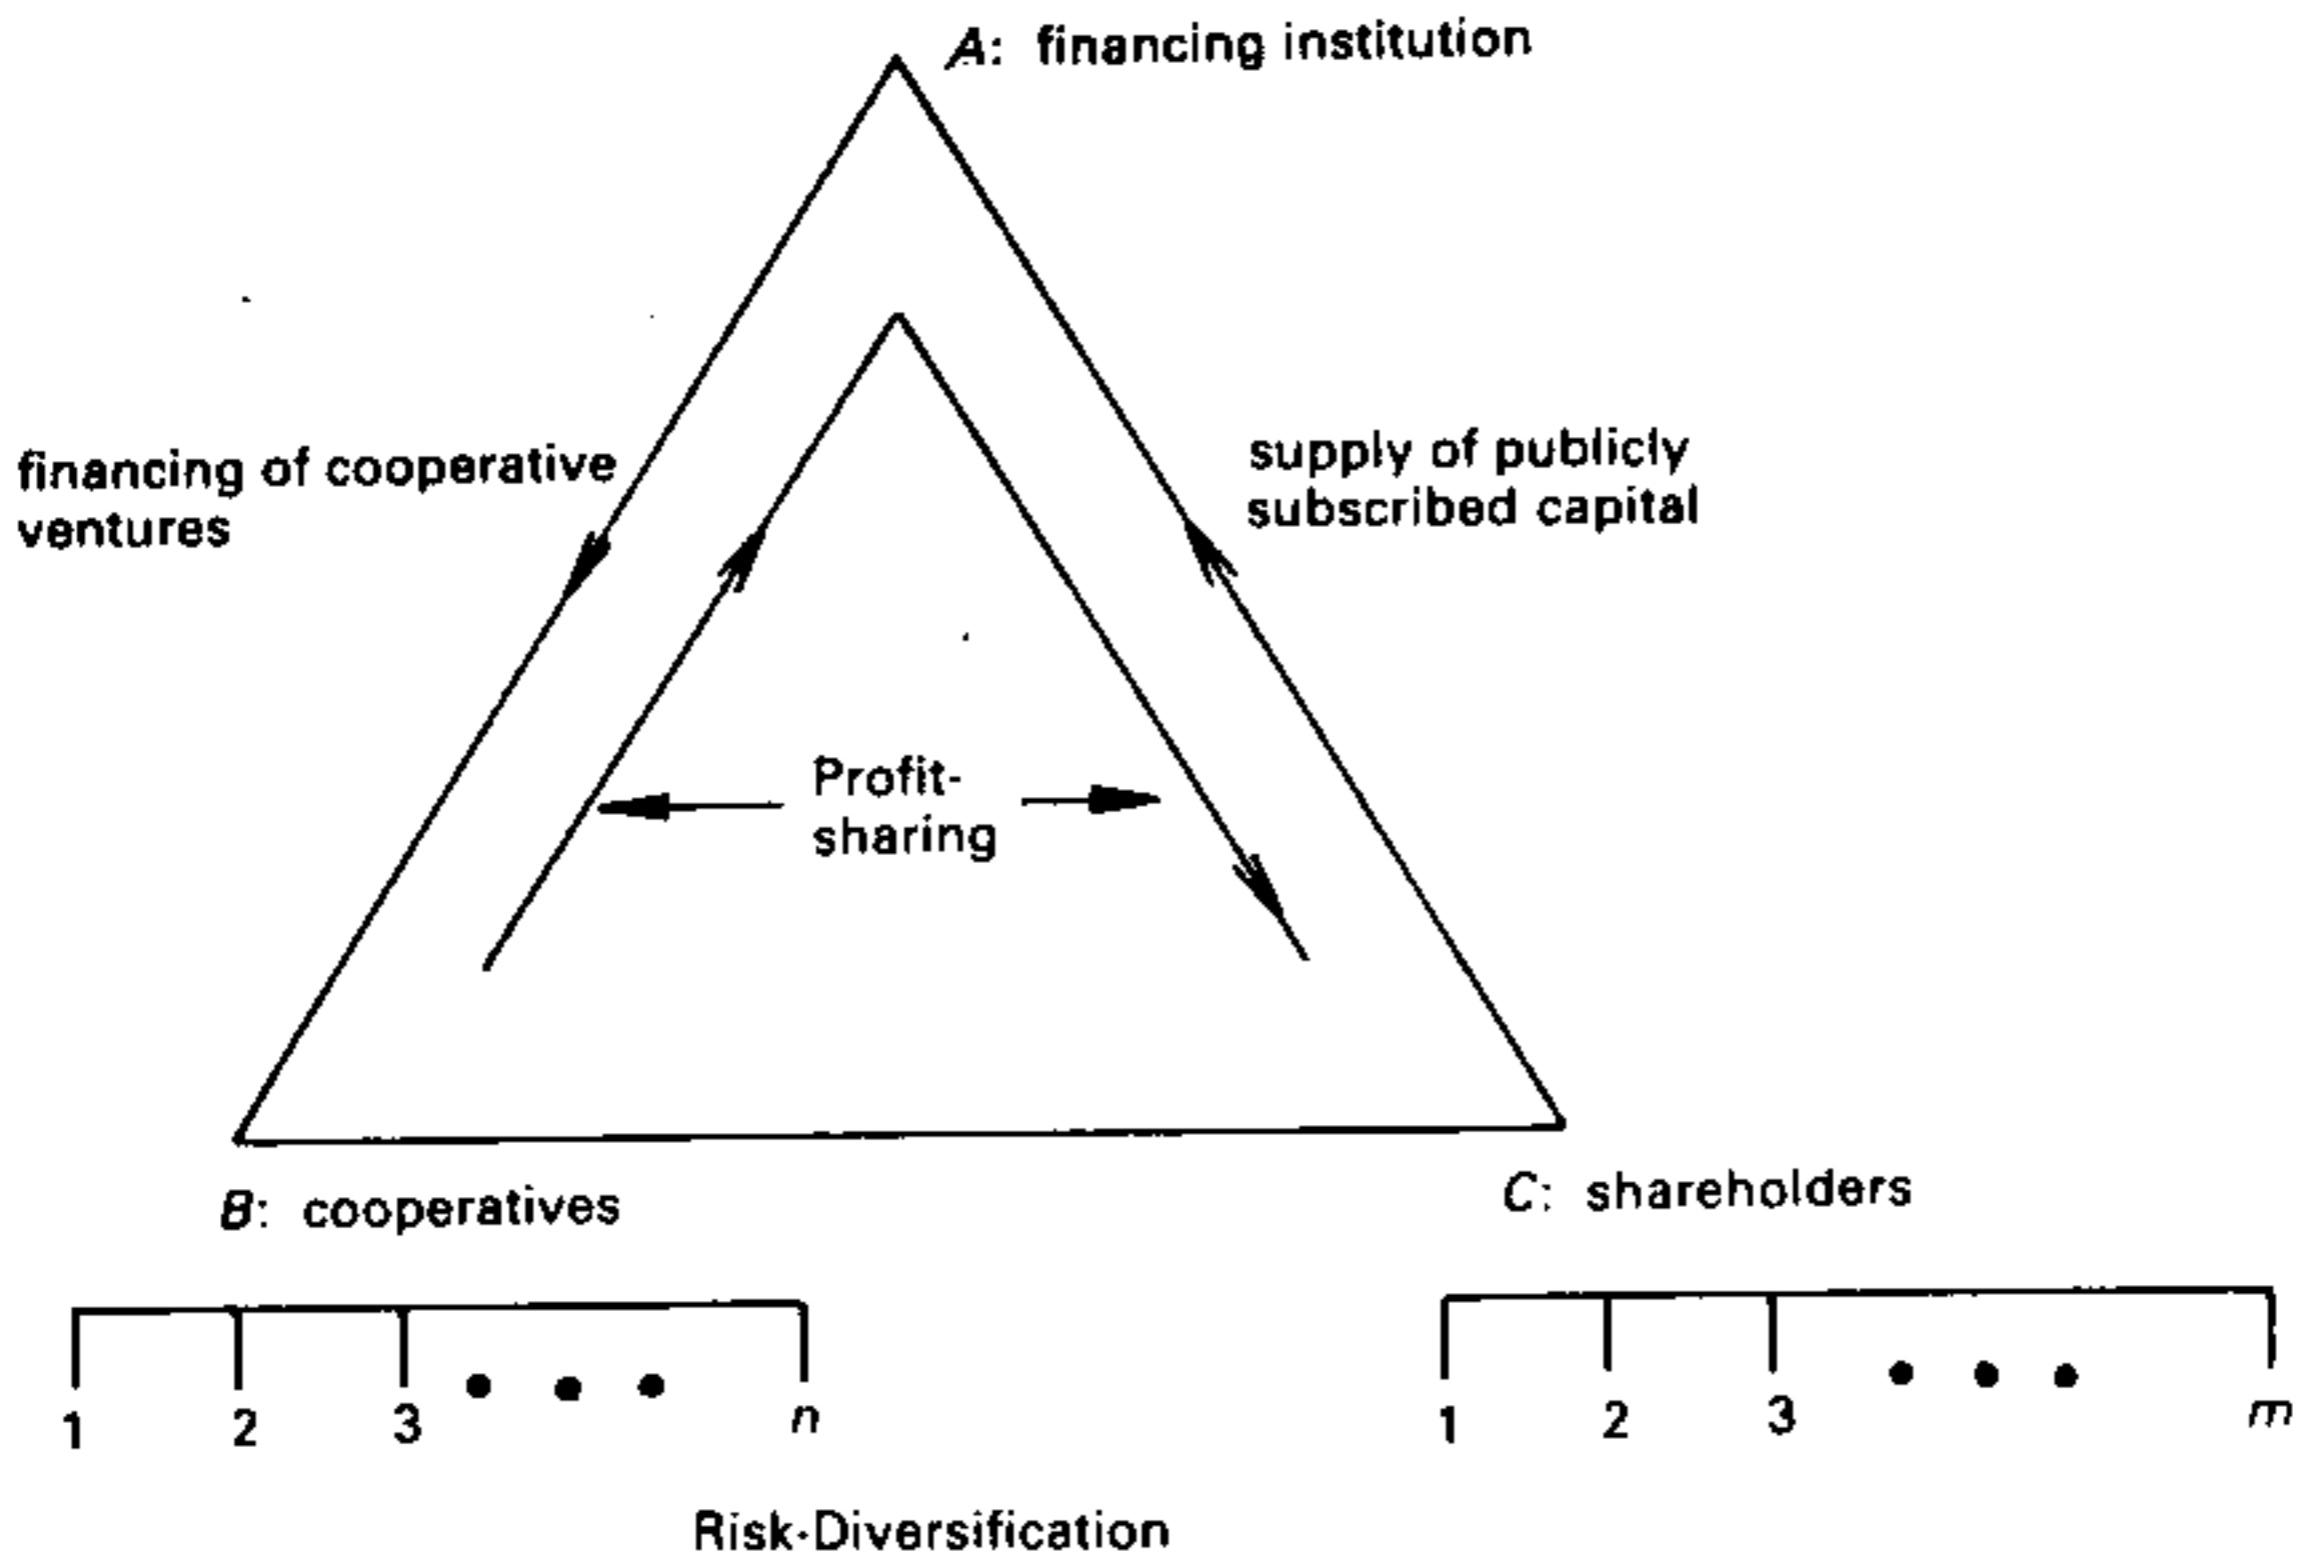 A: financing institution
financing of cooperative
ventures
supply of publicly
subscribed capital
Profit-
sharing
B: cooperatives
C: shareholders
1 2 3 n
1 2 3 m
Risk-Diversification